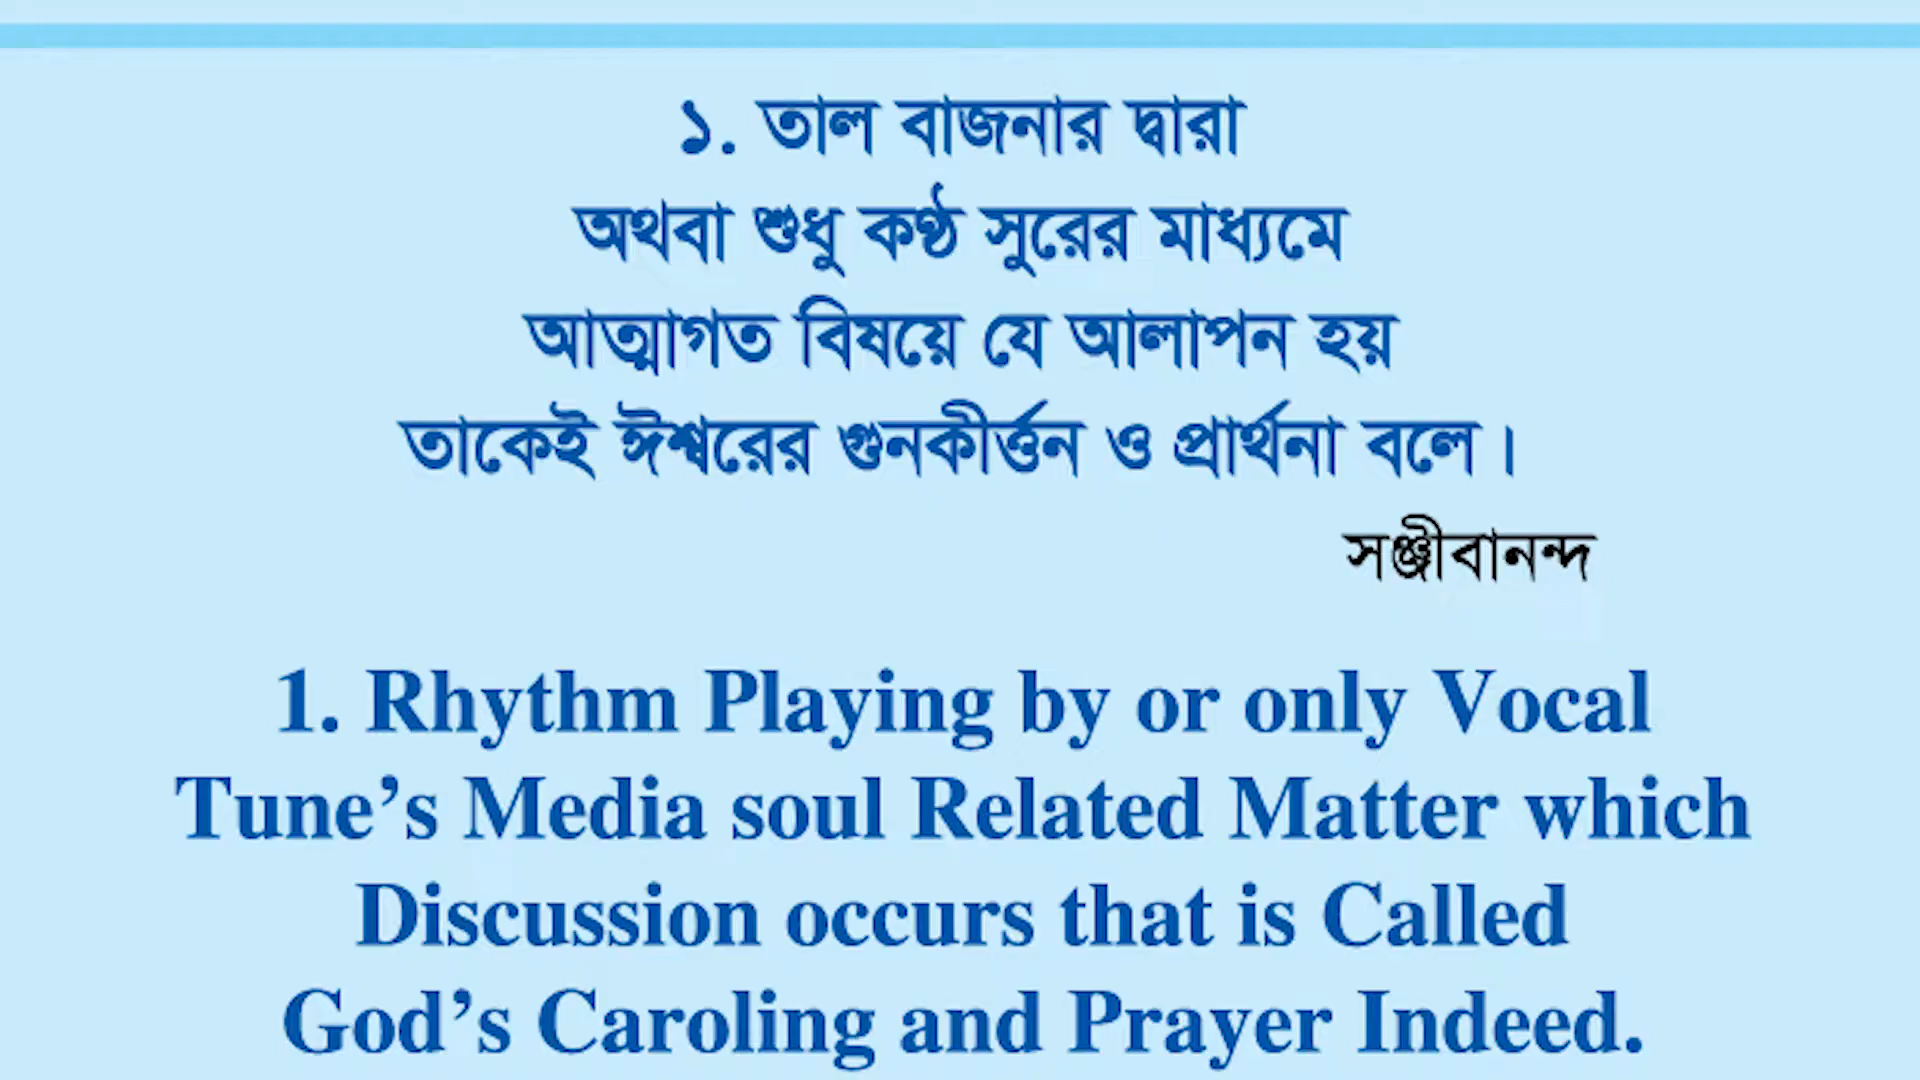 ১. তাল বাজনার দ্বারা
অথবা শুধু কণ্ঠ সুরের মাধ্যমে
আত্মাগত বিষয়ে যে আলাপন হয়
তাকেই ঈশ্বরের গুনকীর্ত্তন ও প্রার্থনা বলে।
সঞ্জীবানন্দ
1. Rhythm Playing by or only Vocal
Tune’s Media soul Related Matter which
Discussion occurs that is Called
God’s Caroling and Prayer Indeed.